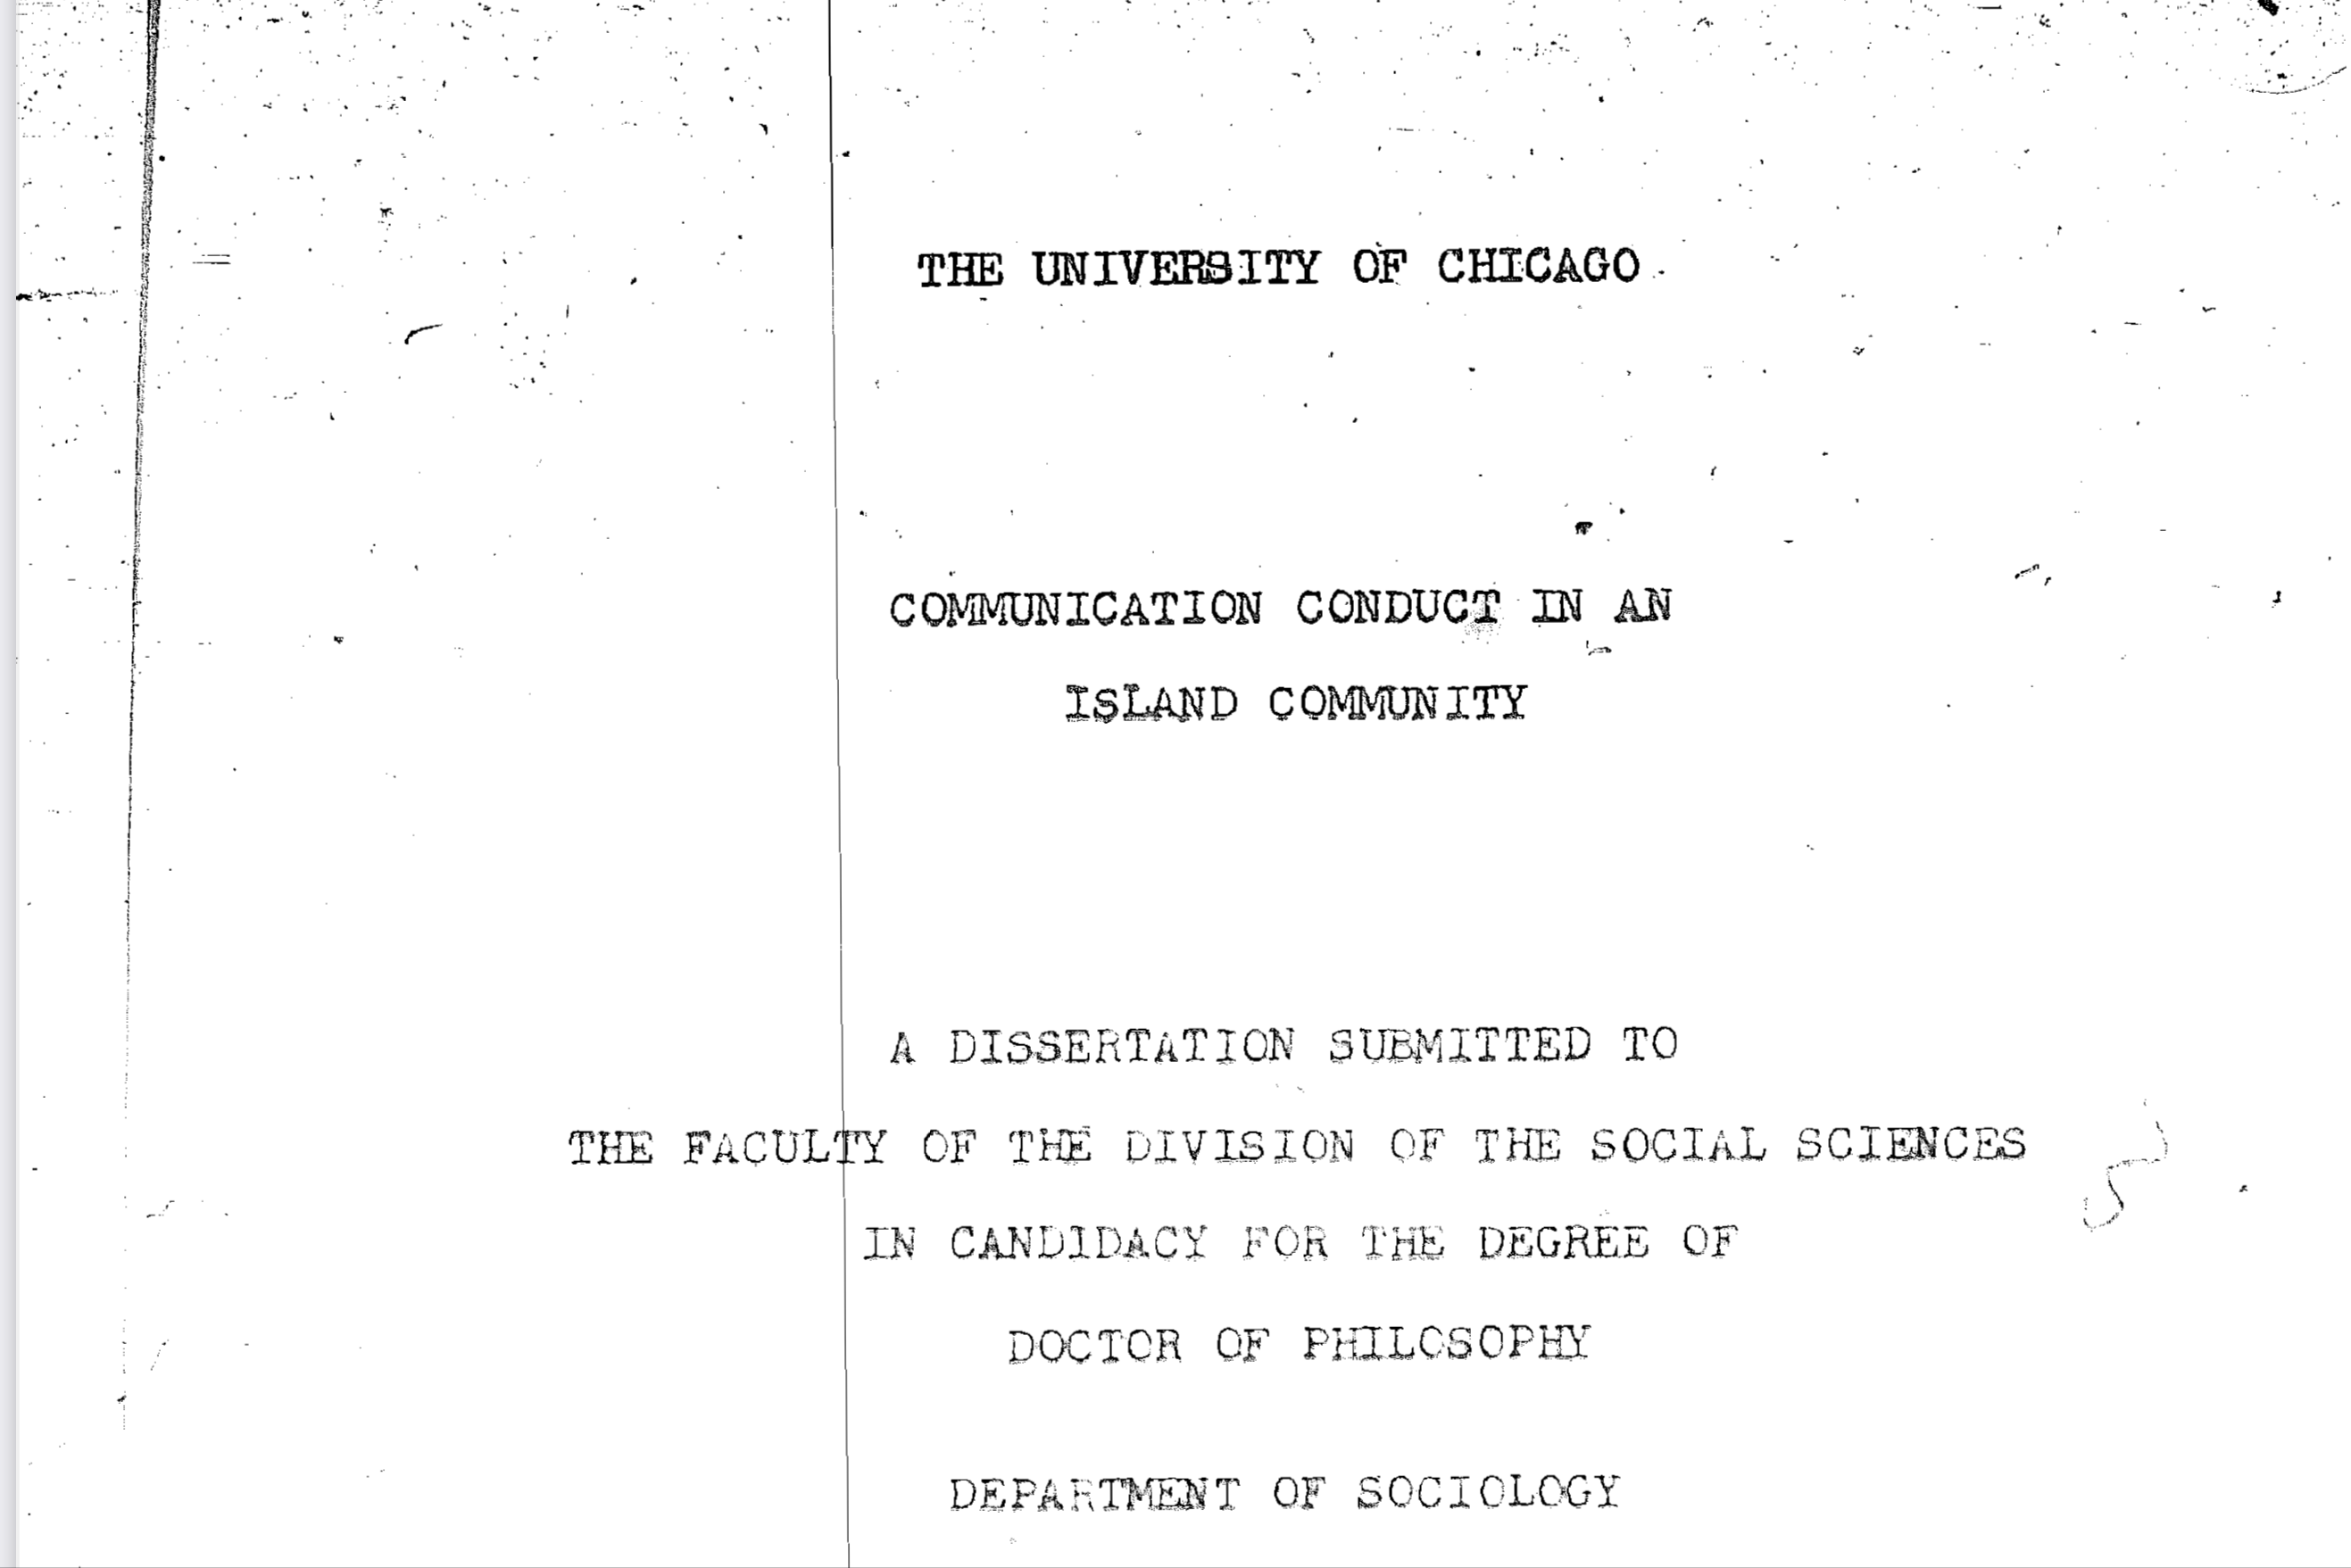 THE UNIVERSITY OF CHICAGO
COMMUNICATION CONDUCT IN AN
ISLAND COMMUNITY
A DISSERTATION SUBMITTED TO
THE FACULTY OF THE DIVISION OF THE SOCIAL SCIENCES
IN CANDIDACY FOR THE DEGREE OF
DOCTOR OF PHILOSOPHY
DEPARTMENT OF SOCIOLOGY